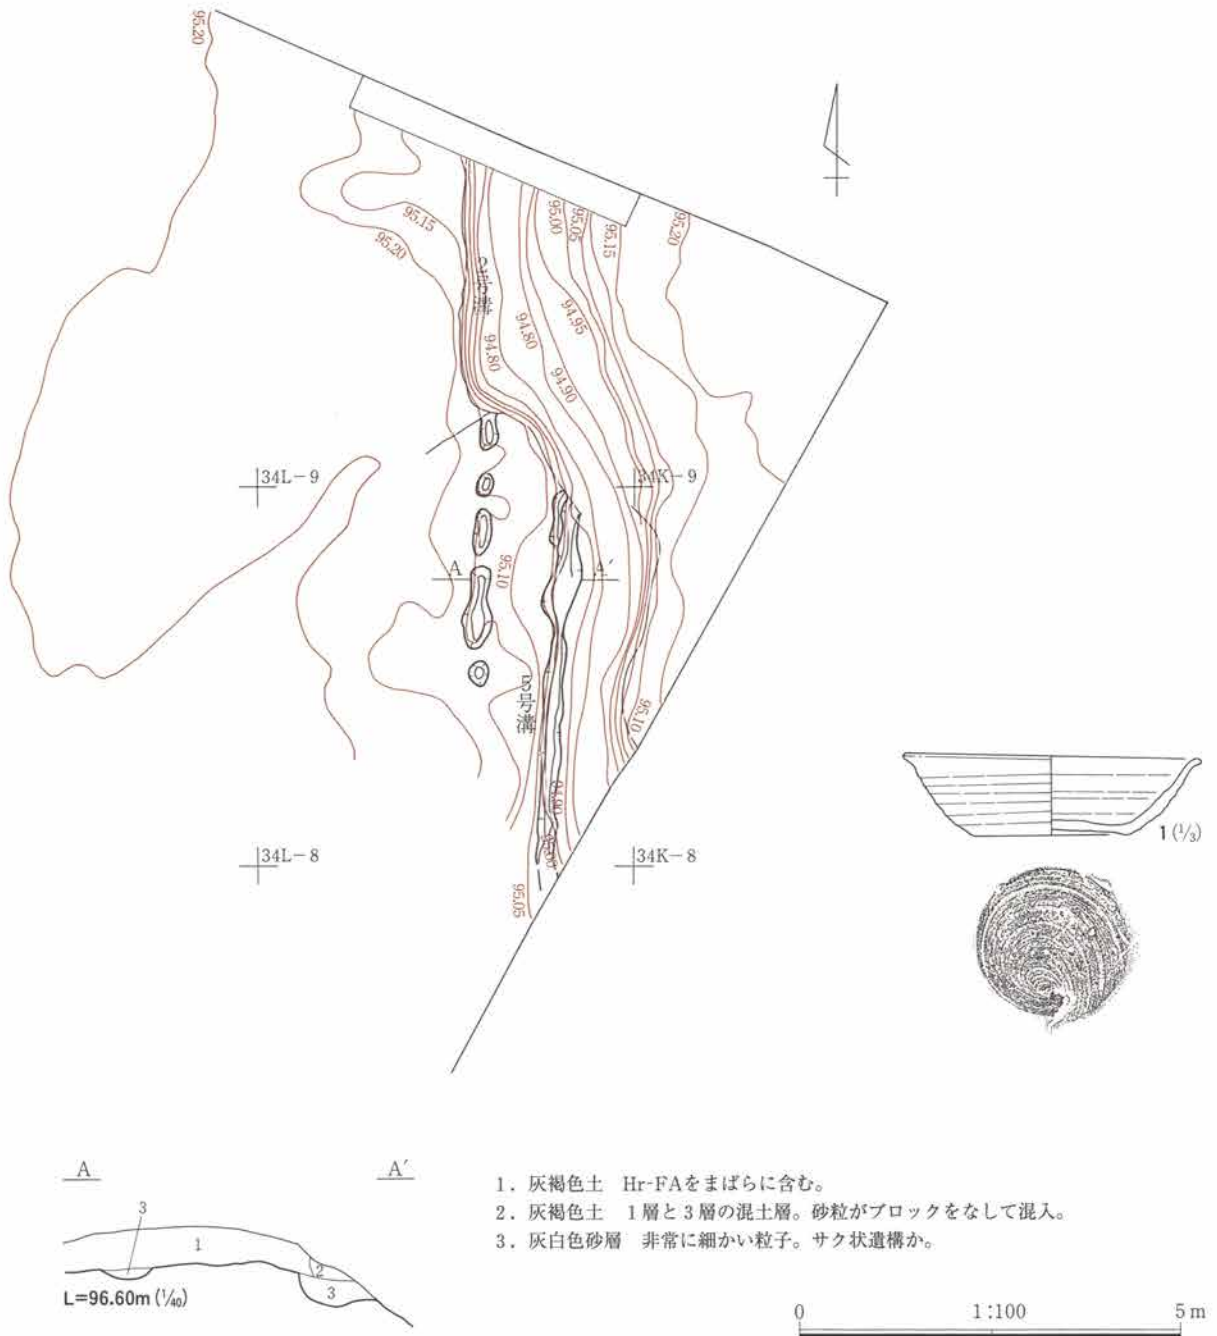 95.20
95.15
95.20
95.00
95.05
95.15
95.20
94.95
94.80
94.80
94.90
34L-9
34K-9
A
95.10
A′
5号溝
95.10
94.90
34L-8
34K-8
95.05
1(1/3)
A
A′
3
1
2
3
L=96.60m(1/40)
1. 灰褐色土 Hr-FAをまばらに含む。
2. 灰褐色土 1層と3層の混土層。砂粒がブロックをなして混入。
3. 灰白色砂層 非常に細かい粒子。サク状遺構か。
0
1:100
5m